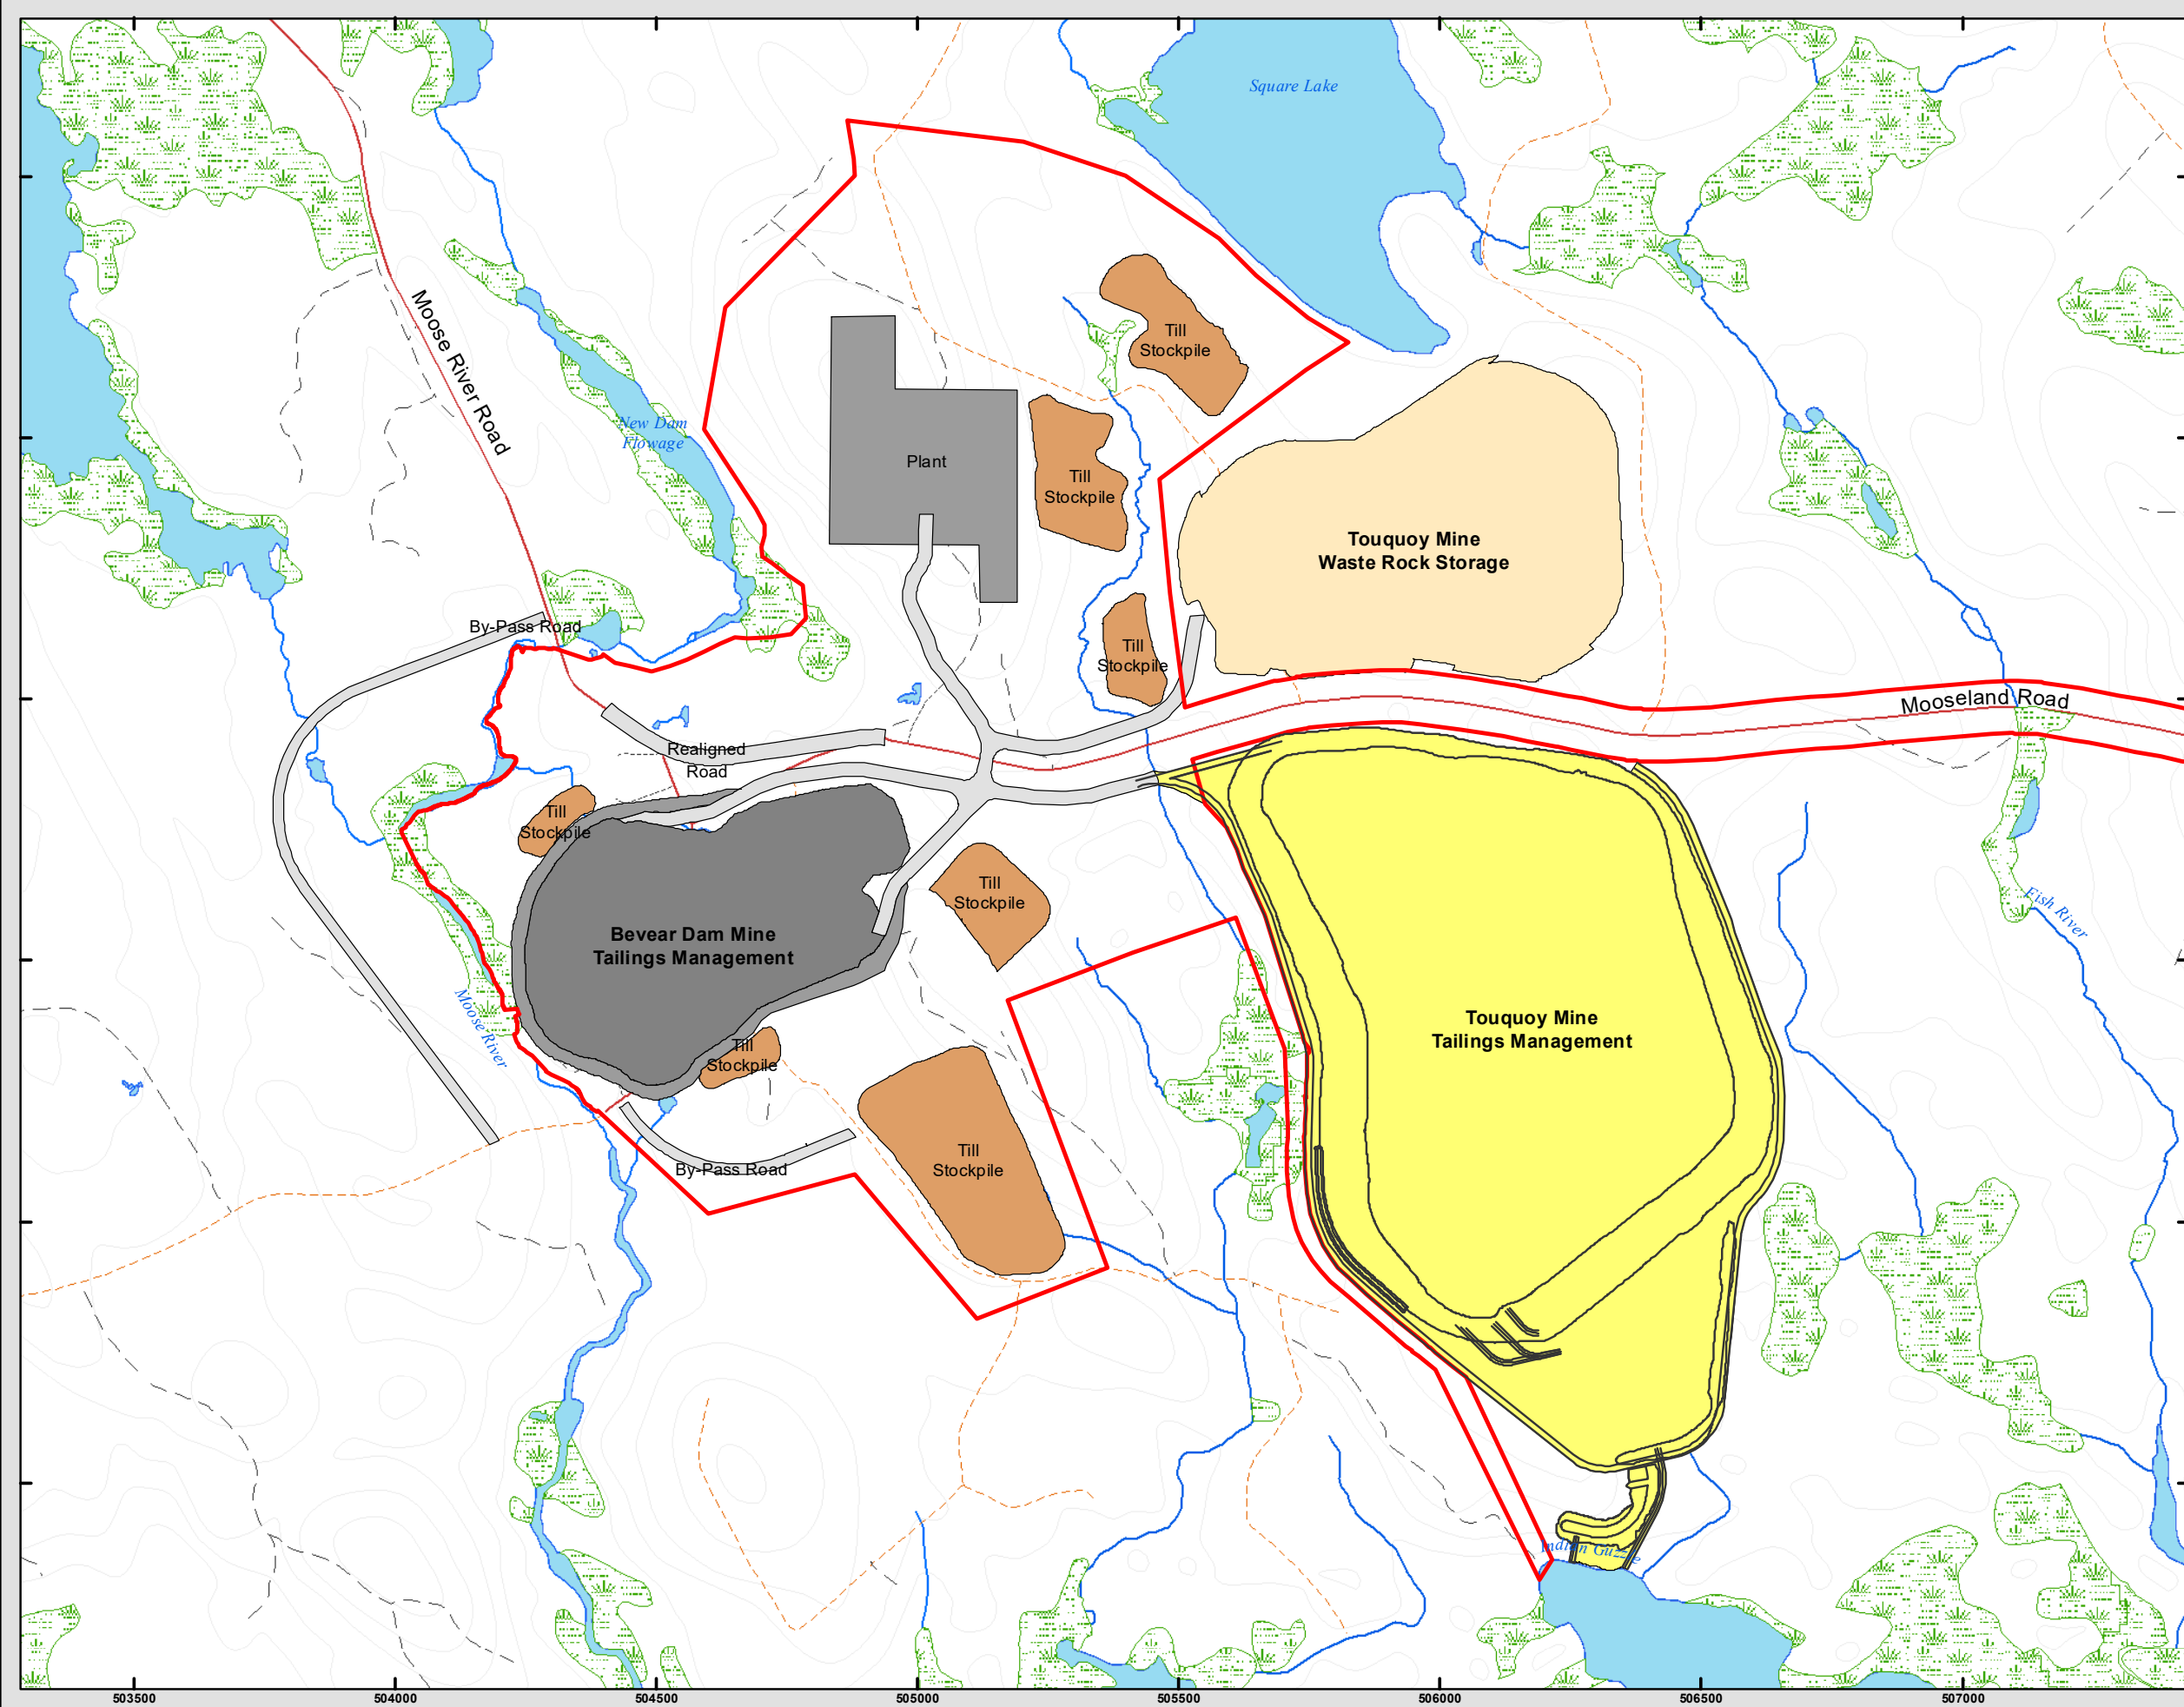 Square Lake
Moose River Road
Till
Stockpile
New Dam
Flowage
Plant
Till
Stockpile
Touquoy Mine
Waste Rock Storage
By-Pass Road
Till
Stockpile
Mooseland Road
Realigned
Road
Till
Stockpile
Till
Stockpile
Fish River
Bevear Dam Mine
Tailings Management
Moose River
Touquoy Mine
Tailings Management
Till
Stockpile
Till
Stockpile
By-Pass Road
Indian Guzzle
503500 504000 504500 505000 505500 506000 506500 507000